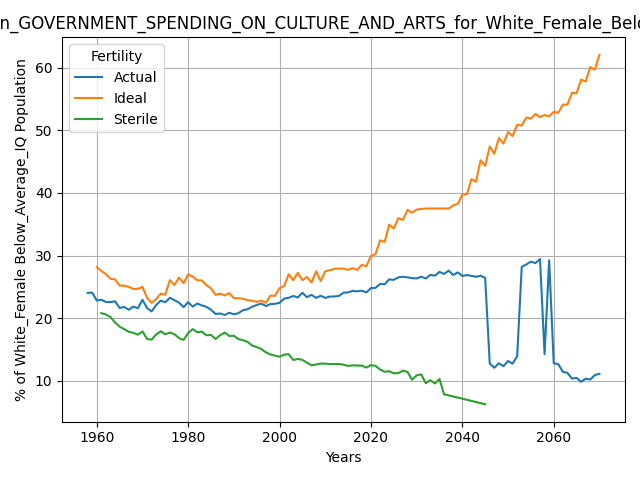 n_GOVERNMENT_SPENDING_ON_CULTURE_AND_ARTS_for_White_Female_Belo
Fertility
Actual
Ideal
Sterile
% of White_Female Below_Average_IQ Population
60
50
40
30
20
10
1960 1980 2000 2020 2040 2060
Years